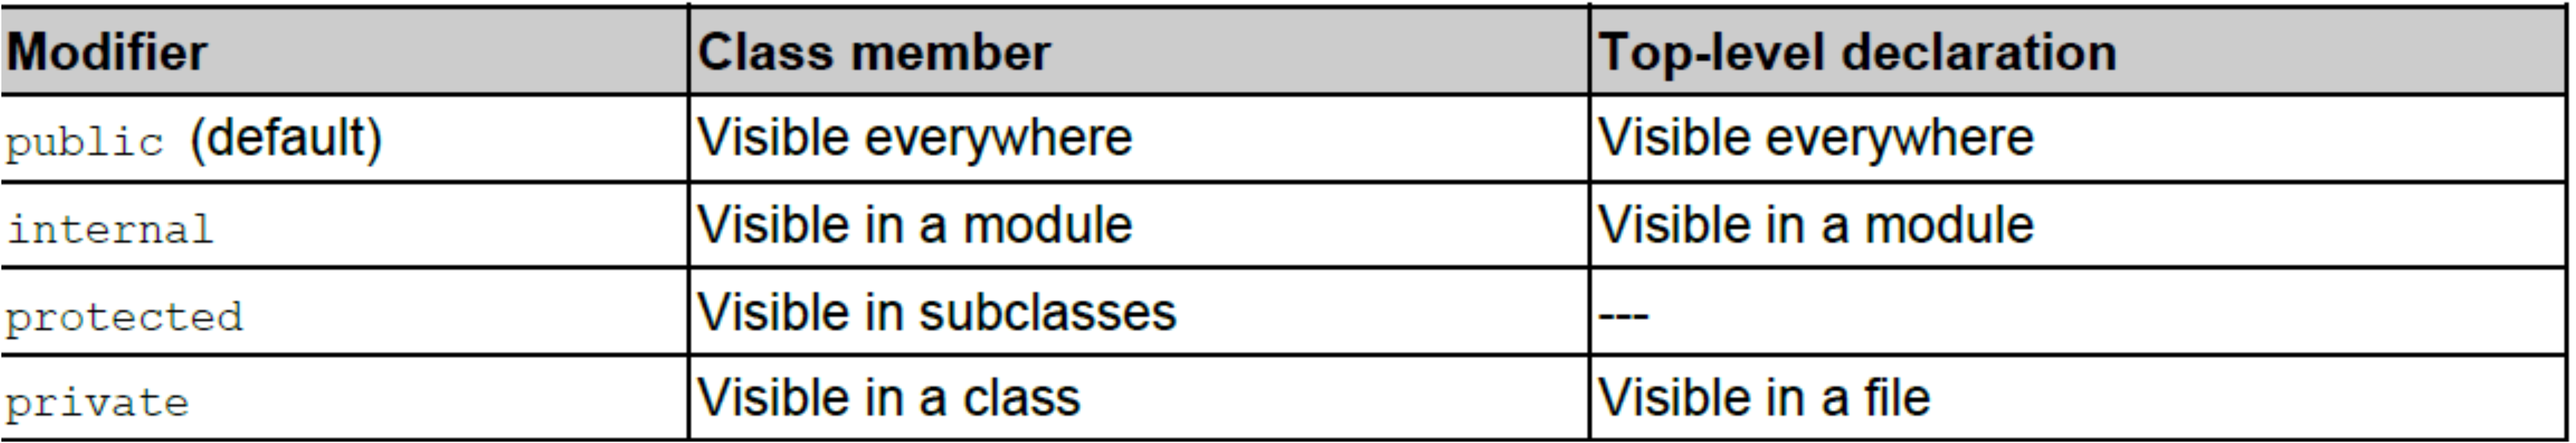 Modifier Class member Top-level declaration
public (default) Visible everywhere Visible everywhere
internal Visible in a module Visible in a module
protected Visible in subclasses ---
private Visible in a class Visible in a file